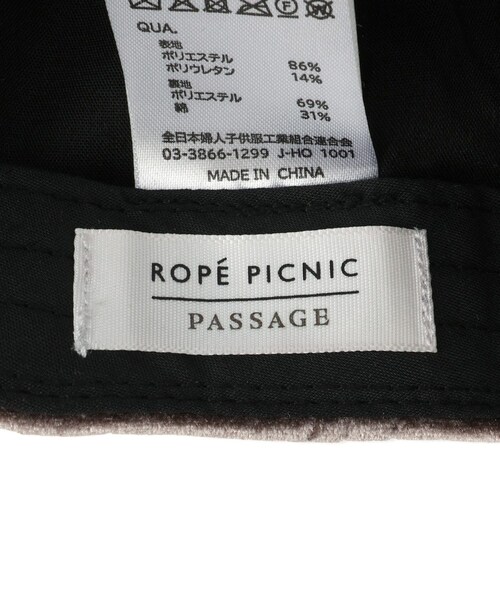 QUA.
表地
ポリエステル 86%
ポリウレタン 14%
裏地
ポリエステル 69%
綿 31%
全日本婦人子供服工業組合連合会
03-3866-1299 J-HO 1001
MADE IN CHINA
ROPÉ PICNIC
PASSAGE